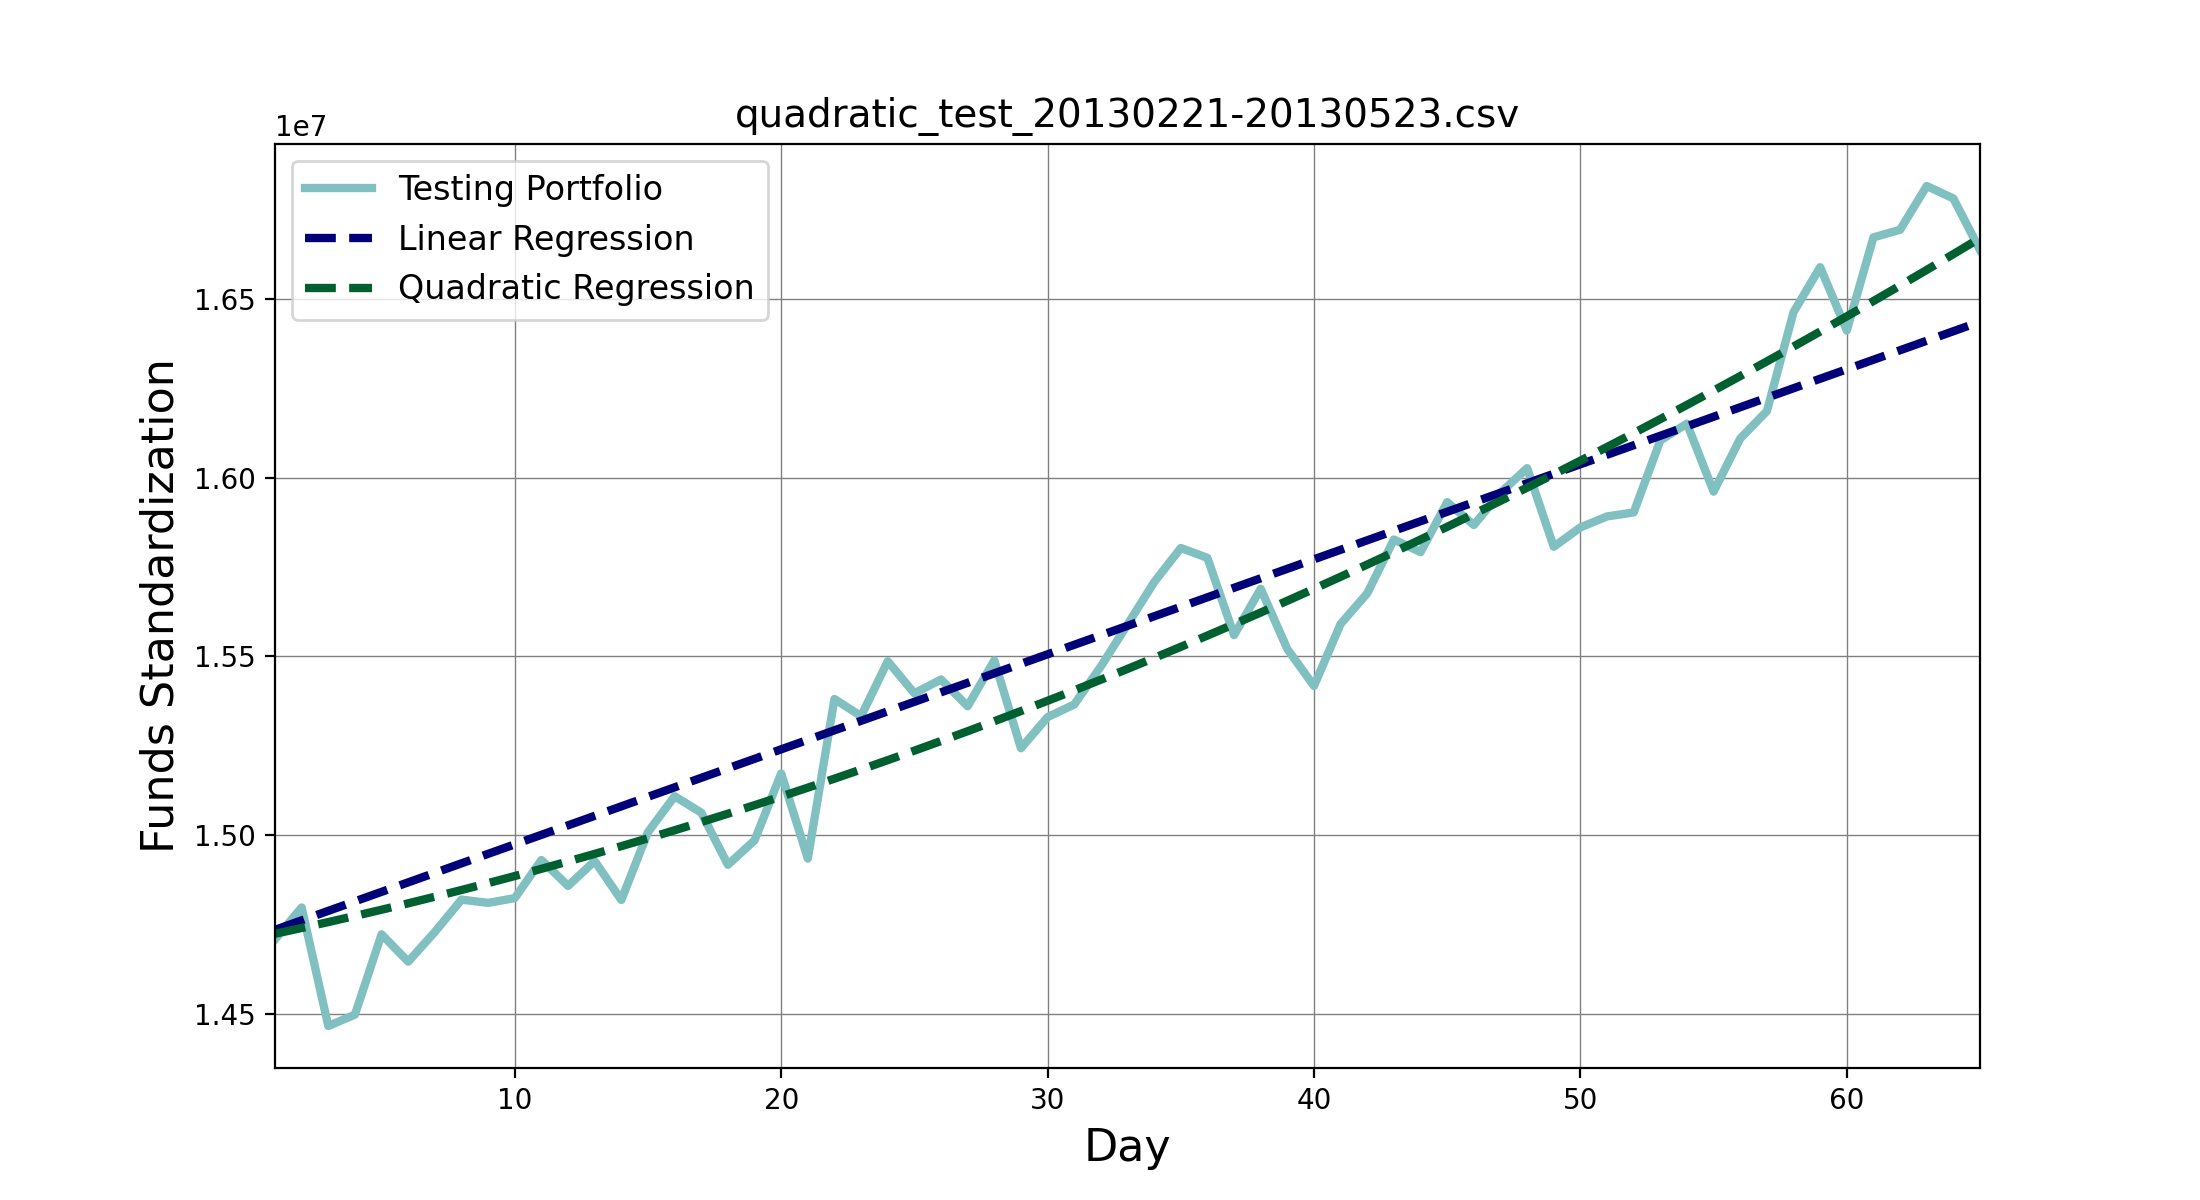 quadratic_test_20130221-20130523.csv
1e7
Testing Portfolio
Linear Regression
Quadratic Regression
1.65
1.60
1.55
1.50
1.45
Funds Standardization
10 20 30 40 50 60
Day